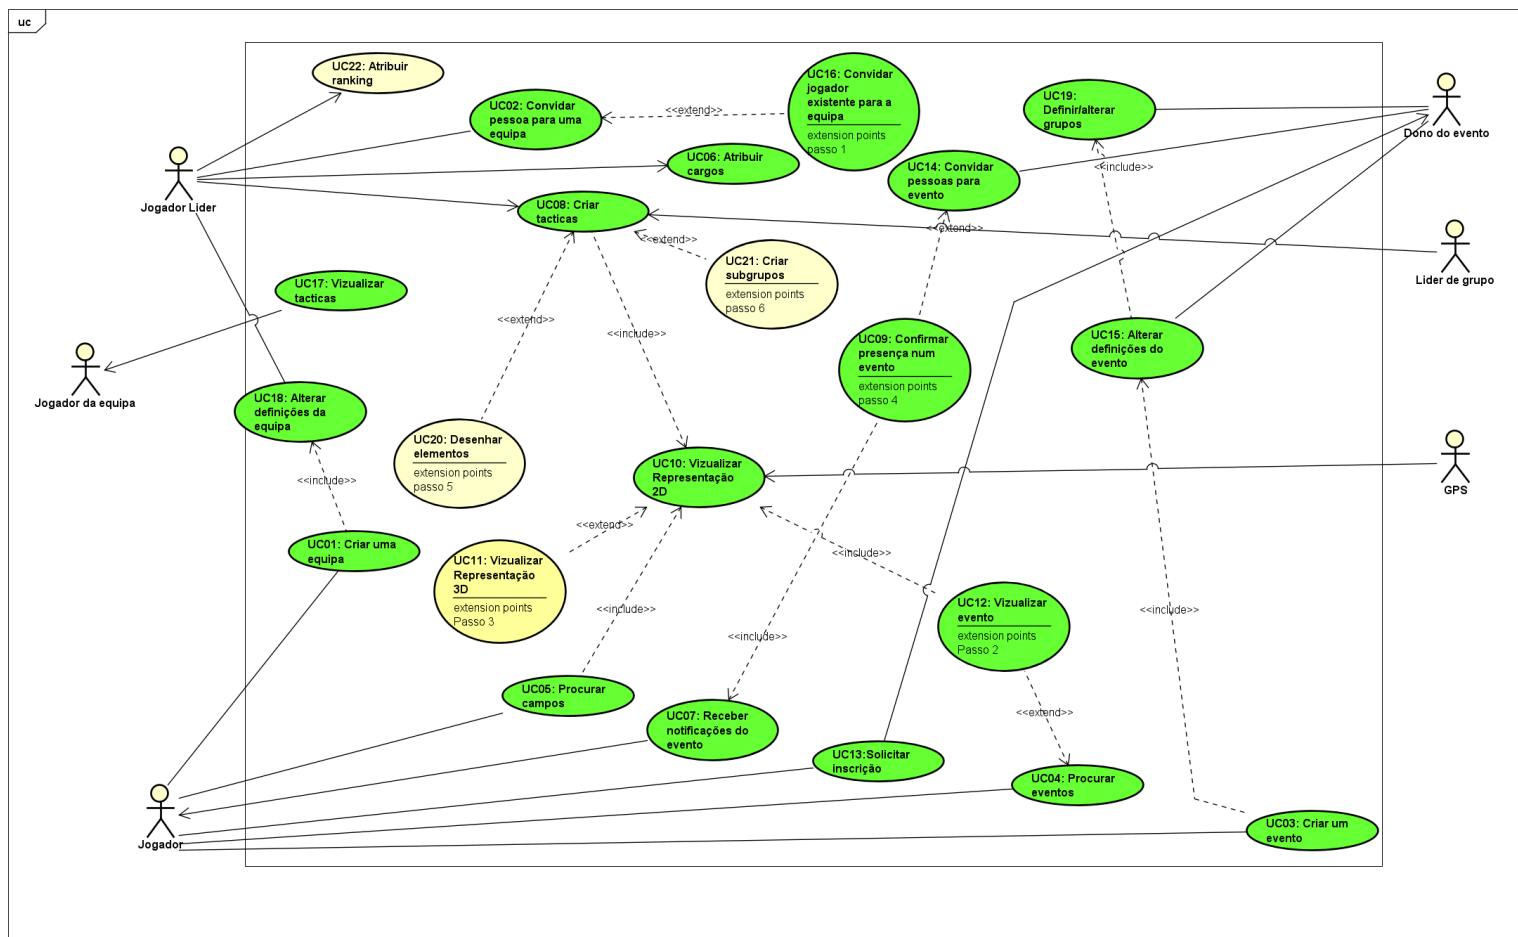 uc
UC22: Atribuir
ranking
UC02: Convidar
pessoa para uma
equipa
<<extend>>
UC16: Convidar
jogador
existente para a
equipa
extension points
passo 1
UC19:
Definir/alterar
grupos
Dono do evento
UC06: Atribuir
cargos
UC14: Convidar
pessoas para
evento
<<include>>
Jogador Lider
UC08: Criar
tacticas
<<extend>>
<<extend>>
UC21: Criar
subgrupos
extension points
passo 6
Lider de grupo
UC17: Vizualizar
tacticas
<<extend>>
<<include>>
UC09: Confirmar
presença num
evento
extension points
passo 4
UC15: Alterar
definições do
evento
Jogador da equipa
UC18: Alterar
definições da
equipa
UC20: Desenhar
elementos
extension points
passo 5
UC10: Vizualizar
Representação
2D
GPS
<<include>>
<<extend>>
UC01: Criar uma
equipa
UC11: Vizualizar
Representação
3D
extension points
Passo 3
<<include>>
<<include>>
UC12: Vizualizar
evento
extension points
Passo 2
<<include>>
<<include>>
UC05: Procurar
campos
UC07: Receber
notificações do
evento
<<extend>>
UC13:Solicitar
inscrição
UC04: Procurar
eventos
UC03: Criar um
evento
Jogador